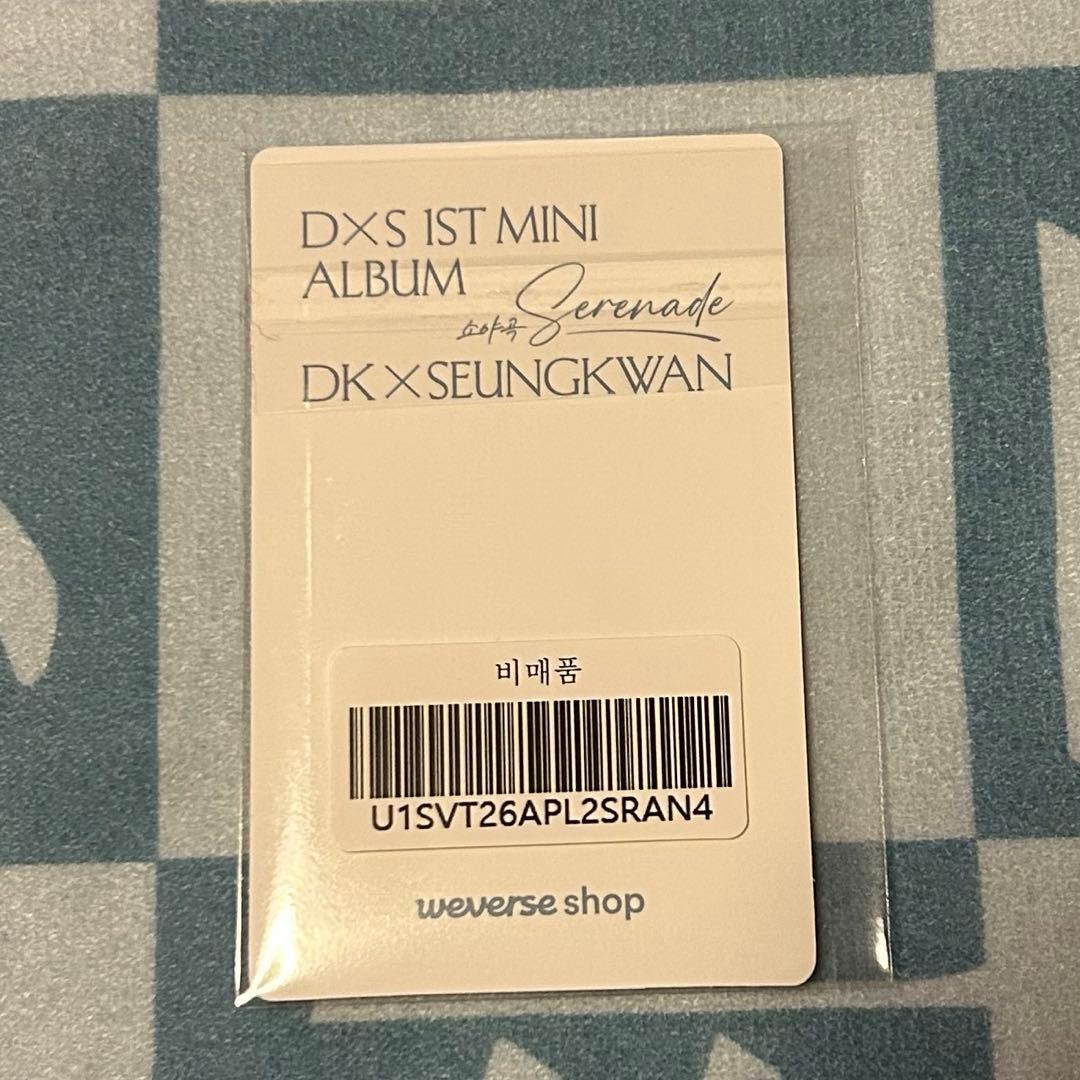 D×S 1ST MINI
ALBUM
소야곡 Serenade
DK×SEUNGKWAN
비매품
U1SVT26APL2SRAN4
weverse shop